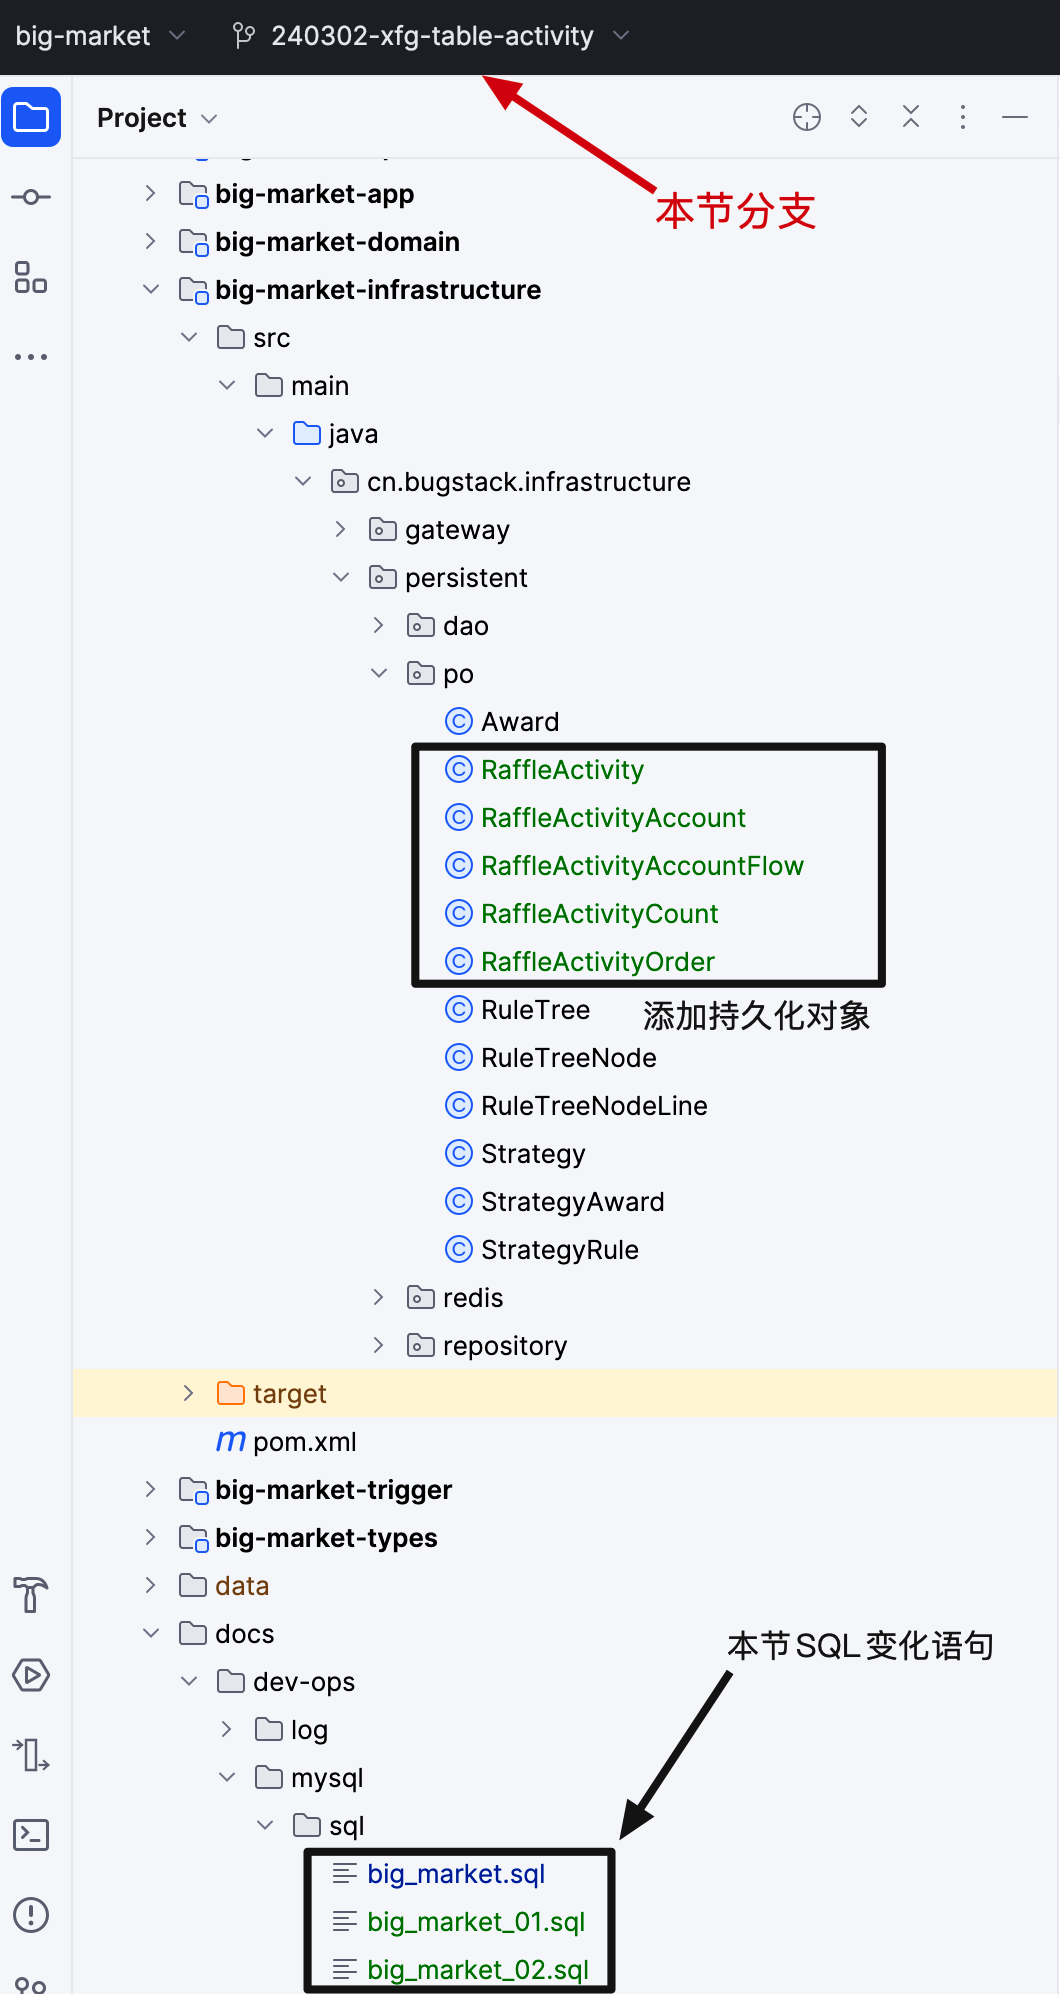 big-market 240302-xfg-table-activity
Project
本节分支
big-market-app
big-market-domain
big-market-infrastructure
src
main
java
cn.bugstack.infrastructure
gateway
persistent
dao
po
Award
RaffleActivity
RaffleActivityAccount
RaffleActivityAccountFlow
RaffleActivityCount
RaffleActivityOrder
RuleTree
添加持久化对象
RuleTreeNode
RuleTreeNodeLine
Strategy
StrategyAward
StrategyRule
redis
repository
target
pom.xml
big-market-trigger
big-market-types
data
docs
本节SQL变化语句
dev-ops
log
mysql
sql
big_market.sql
big_market_01.sql
big_market_02.sql